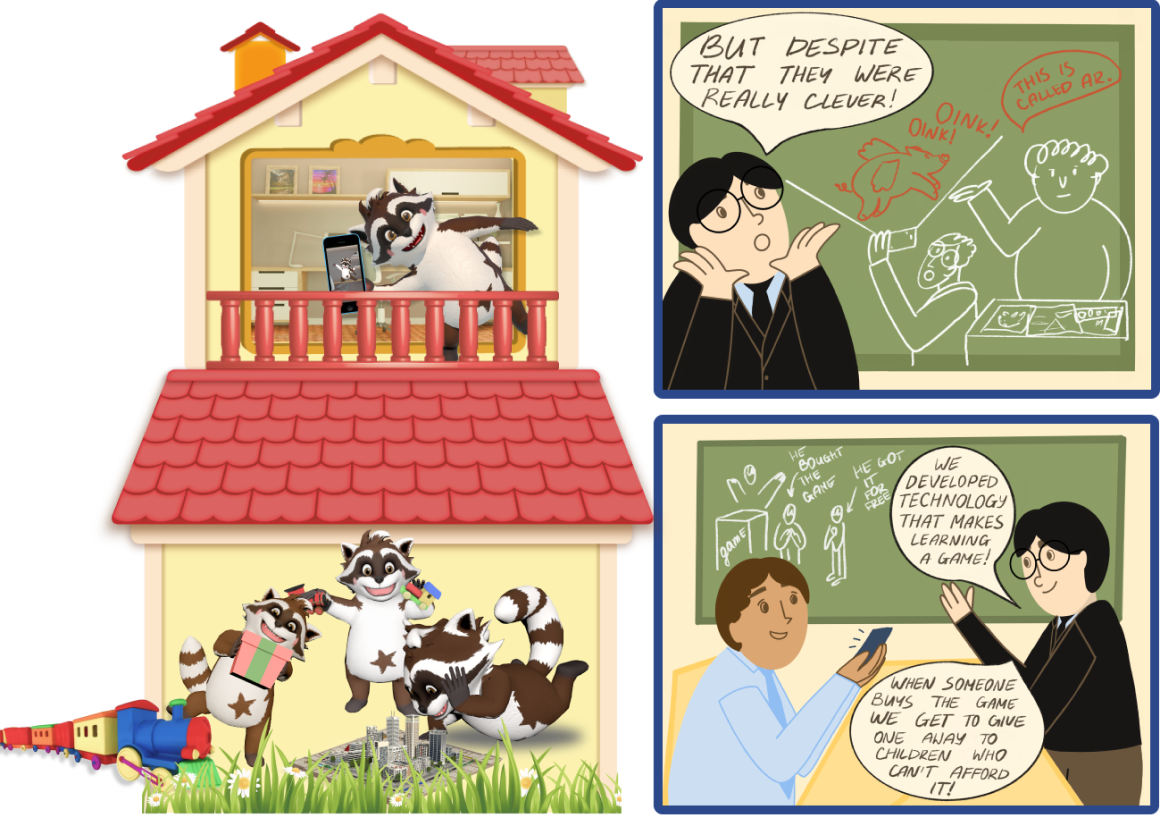 BUT DESPITE
THAT THEY WERE
REALLY CLEVER!
THIS IS
CALLED AR.
OINK!
OINK!
HE
BOUGHT
THE
GAME
HE GOT
IT
FOR
FREE
game
WE
DEVELOPED
TECHNOLOGY
THAT MAKES
LEARNING
A GAME!
WHEN SOMEONE
BUYS THE GAME
WE GET TO GIVE
ONE AWAY TO
CHILDREN WHO
CAN'T AFFORD
IT!